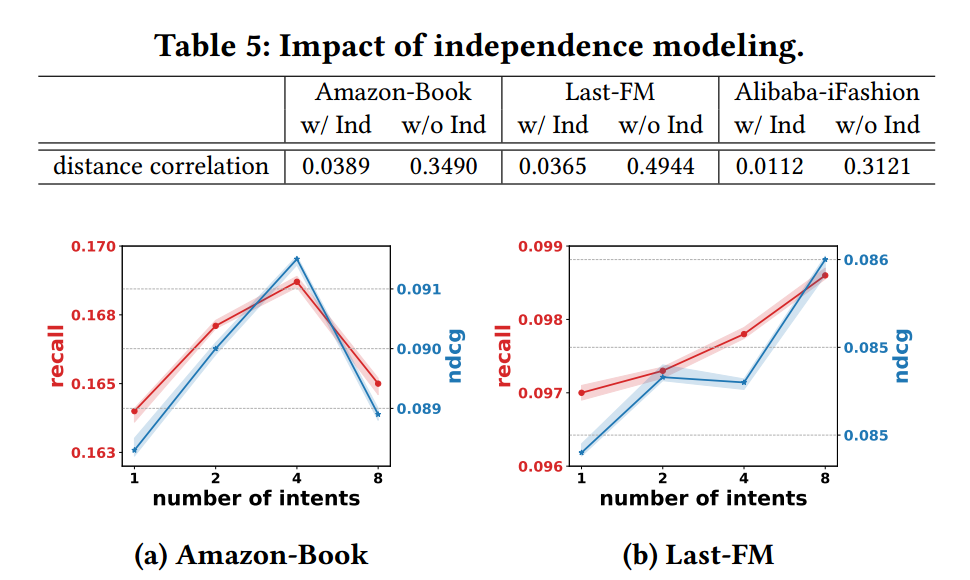 Table 5: Impact of independence modeling.
Amazon-Book Last-FM Alibaba-iFashion
w/ Ind w/o Ind w/ Ind w/o Ind w/ Ind w/o Ind
distance correlation 0.0389 0.3490 0.0365 0.4944 0.0112 0.3121
0.170
0.168
0.165
0.163
recall
0.091
0.090
0.089
ndcg
1 2 4 8
number of intents
(a) Amazon-Book
0.099
0.098
0.097
0.096
recall
0.086
0.085
0.085
ndcg
1 2 4 8
number of intents
(b) Last-FM